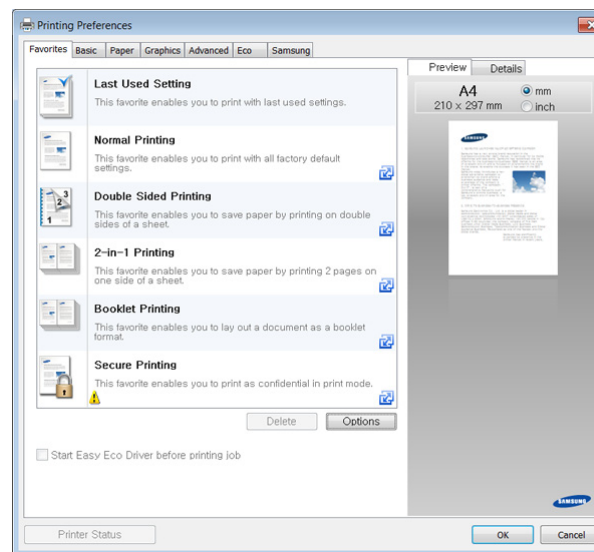 Printing Preferences
Favorites Basic Paper Graphics Advanced Eco Samsung
Last Used Setting
This favorite enables you to print with last used settings.
Normal Printing
This favorite enables you to print with all factory default
settings.
Double Sided Printing
This favorite enables you to save paper by printing on double
sides of a sheet.
2-in-1 Printing
This favorite enables you to save paper by printing 2 pages on
one side of a sheet.
Booklet Printing
This favorite enables you to lay out a document as a booklet
format.
Secure Printing
This favorite enables you to print as confidential in print mode.
Delete Options
Start Easy Eco Driver before printing job
Preview Details
A4
210 x 297 mm
mm
inch
SAMSUNG
Printer Status
OK Cancel
1 2 3